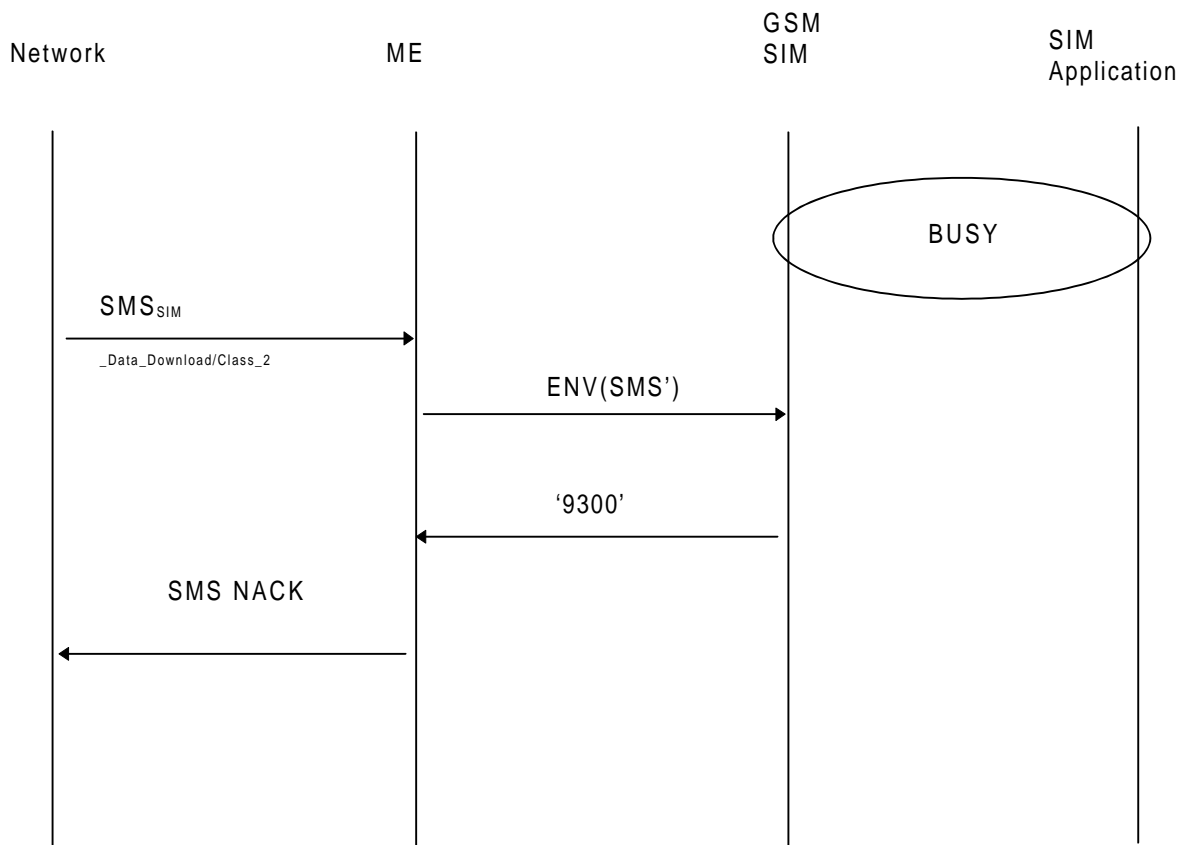 Network
ME
GSM
SIM
SIM
Application
BUSY
SMSSIM
_Data_Download/Class_2
ENV(SMS’)
‘9300’
SMS NACK